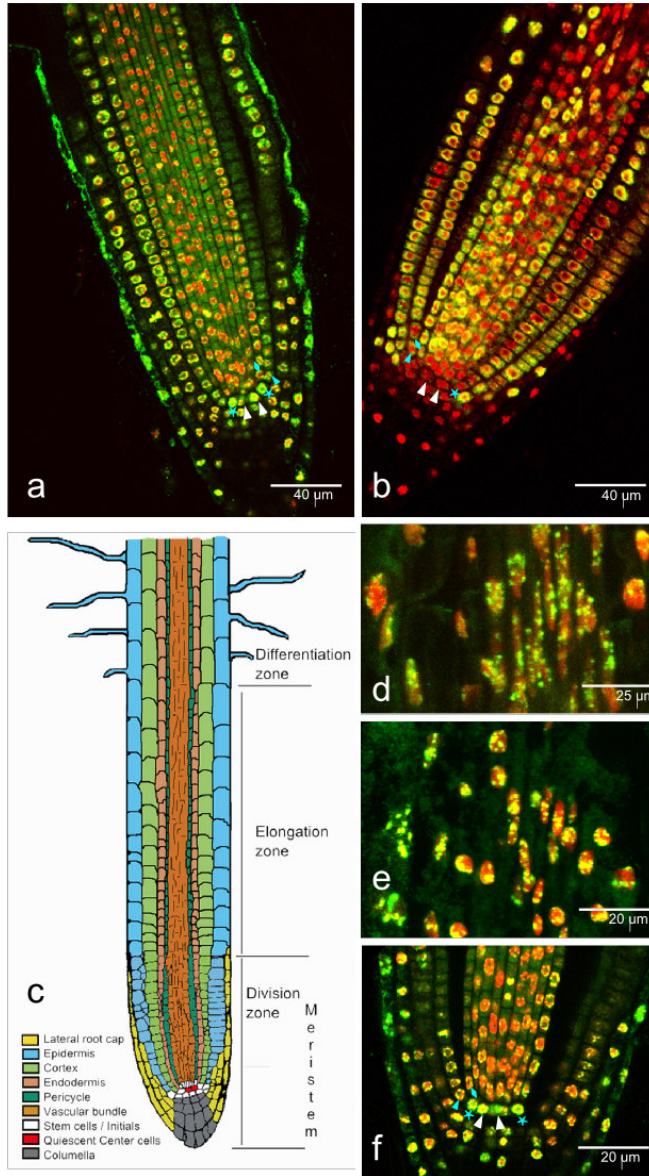 a
40 µm
b
40 µm
c
Differentiation
zone
Elongation
zone
Division
zone
M
e
r
i
s
t
e
m
Lateral root cap
Epidermis
Cortex
Endodermis
Pericycle
Vascular bundle
Stem cells / Initials
Quiescent Center cells
Columella
d
25 µm
e
20 µm
f
20 µm